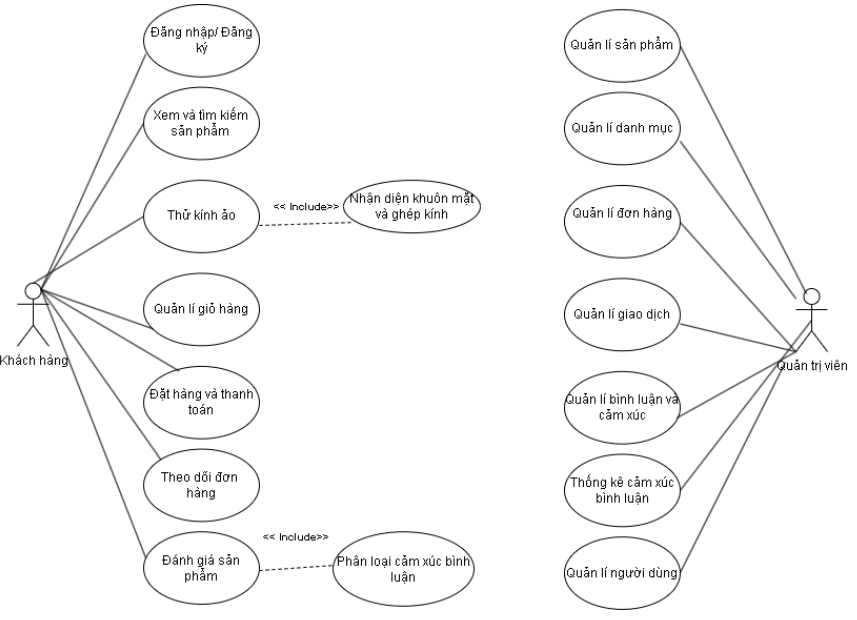 Đăng nhập/ Đăng
ký
Xem và tìm kiếm
sản phẩm
Thử kính ảo
<< Include>>
Nhận diện khuôn mặt
và ghép kính
Quản lí giỏ hàng
Khách hàng
Đặt hàng và thanh
toán
Theo dõi đơn
hàng
Đánh giá sản
phẩm
<< Include>>
Phân loại cảm xúc bình
luận
Quản lí sản phẩm
Quản lí danh mục
Quản lí đơn hàng
Quản lí giao dịch
Quản trị viên
Quản lí bình luận và
cảm xúc
Thống kê cảm xúc
bình luận
Quản lí người dùng